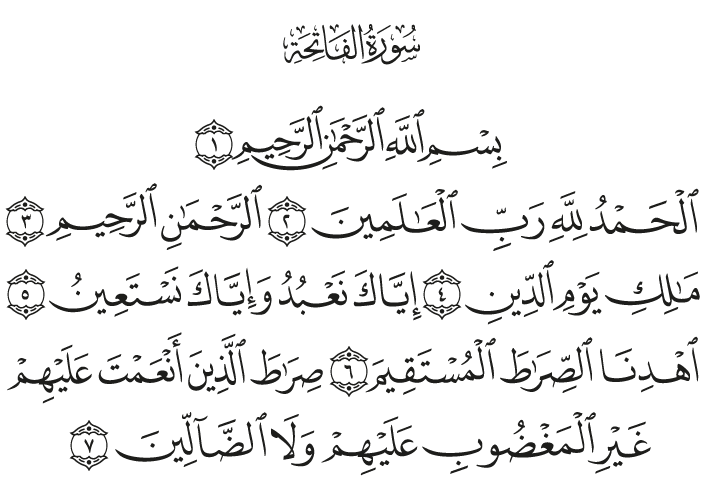 سُورَةُ الفَاتِحَةِ
بِسْمِ ٱللَّهِ ٱلرَّحْمَٰنِ ٱلرَّحِيمِ ١
ٱلْحَمْدُ لِلَّهِ رَبِّ ٱلْعَٰلَمِينَ ٢ ٱلرَّحْمَٰنِ ٱلرَّحِيمِ ٣
مَٰلِكِ يَوْمِ ٱلدِّينِ ٤ إِيَّاكَ نَعْبُدُ وَإِيَّاكَ نَسْتَعِينُ ٥
ٱهْدِنَا ٱلصِّرَٰطَ ٱلْمُسْتَقِيمَ ٦ صِرَٰطَ ٱلَّذِينَ أَنْعَمْتَ عَلَيْهِمْ
غَيْرِ ٱلْمَغْضُوبِ عَلَيْهِمْ وَلَا ٱلضَّآلِّينَ ٧